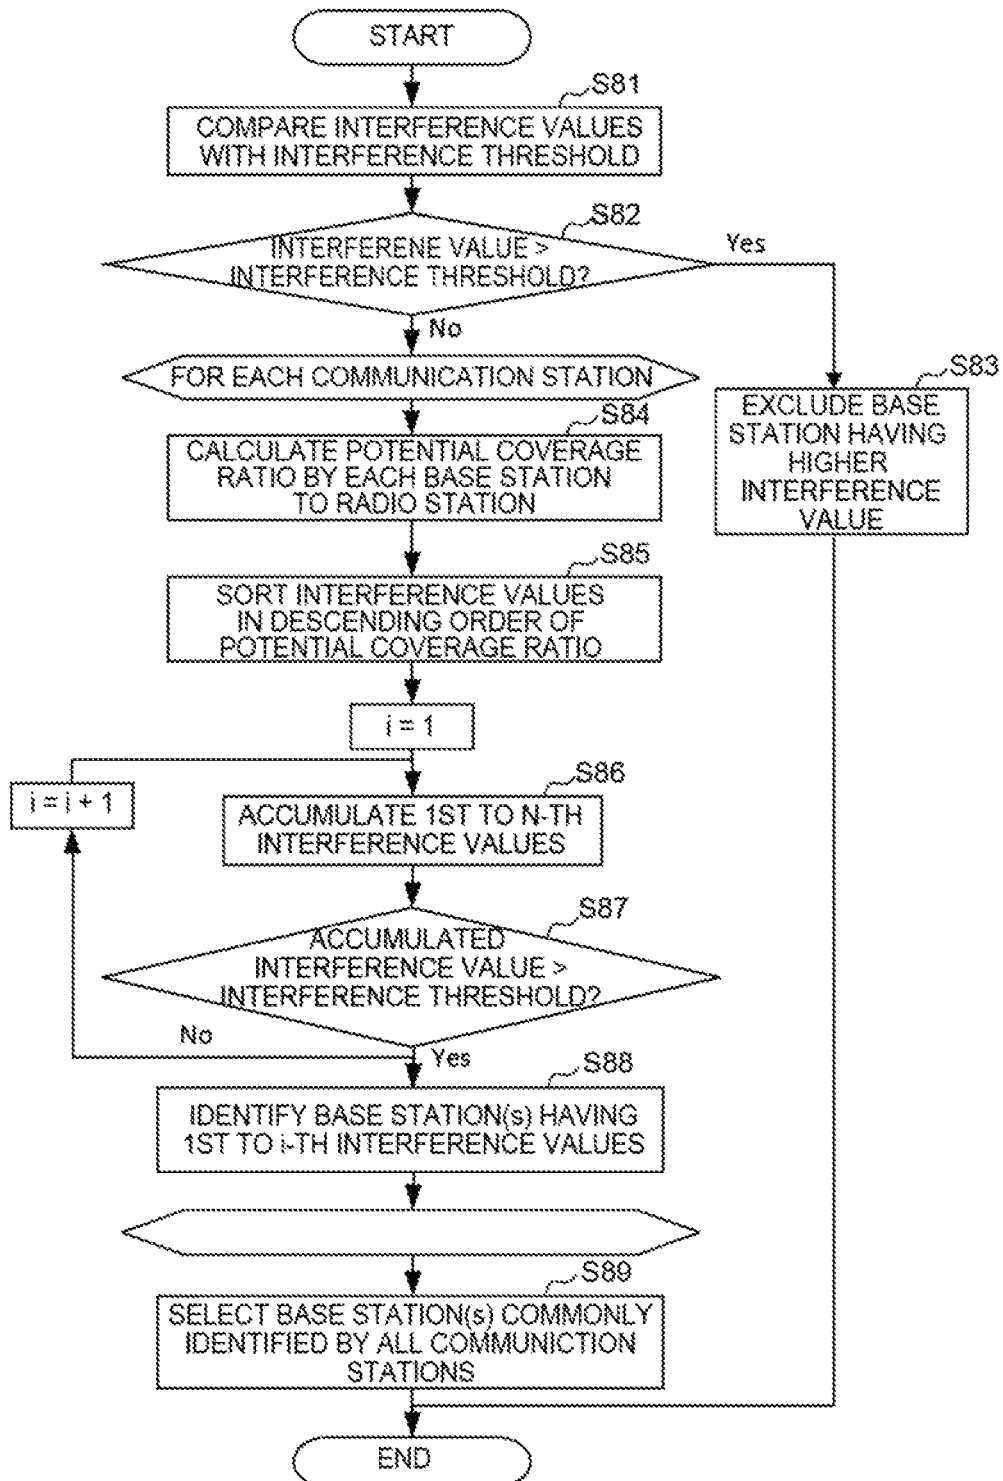 START
S81
COMPARE INTERFERENCE VALUES
WITH INTERFERENCE THRESHOLD
S82
INTERFERENE VALUE >
INTERFERENCE THRESHOLD?
Yes
No
FOR EACH COMMUNICATION STATION
S83
EXCLUDE BASE
STATION HAVING
HIGHER
INTERFERENCE
VALUE
S84
CALCULATE POTENTIAL COVERAGE
RATIO BY EACH BASE STATION
TO RADIO STATION
S85
SORT INTERFERENCE VALUES
IN DESCENDING ORDER OF
POTENTIAL COVERAGE RATIO
i = 1
i = i + 1
S86
ACCUMULATE 1ST TO N-TH
INTERFERENCE VALUES
S87
ACCUMULATED
INTERFERENCE VALUE >
INTERFERENCE THRESHOLD?
No
Yes
S88
IDENTIFY BASE STATION(s) HAVING
1ST TO i-TH INTERFERENCE VALUES
S89
SELECT BASE STATION(s) COMMONLY
IDENTIFIED BY ALL COMMUNICTION
STATIONS
END